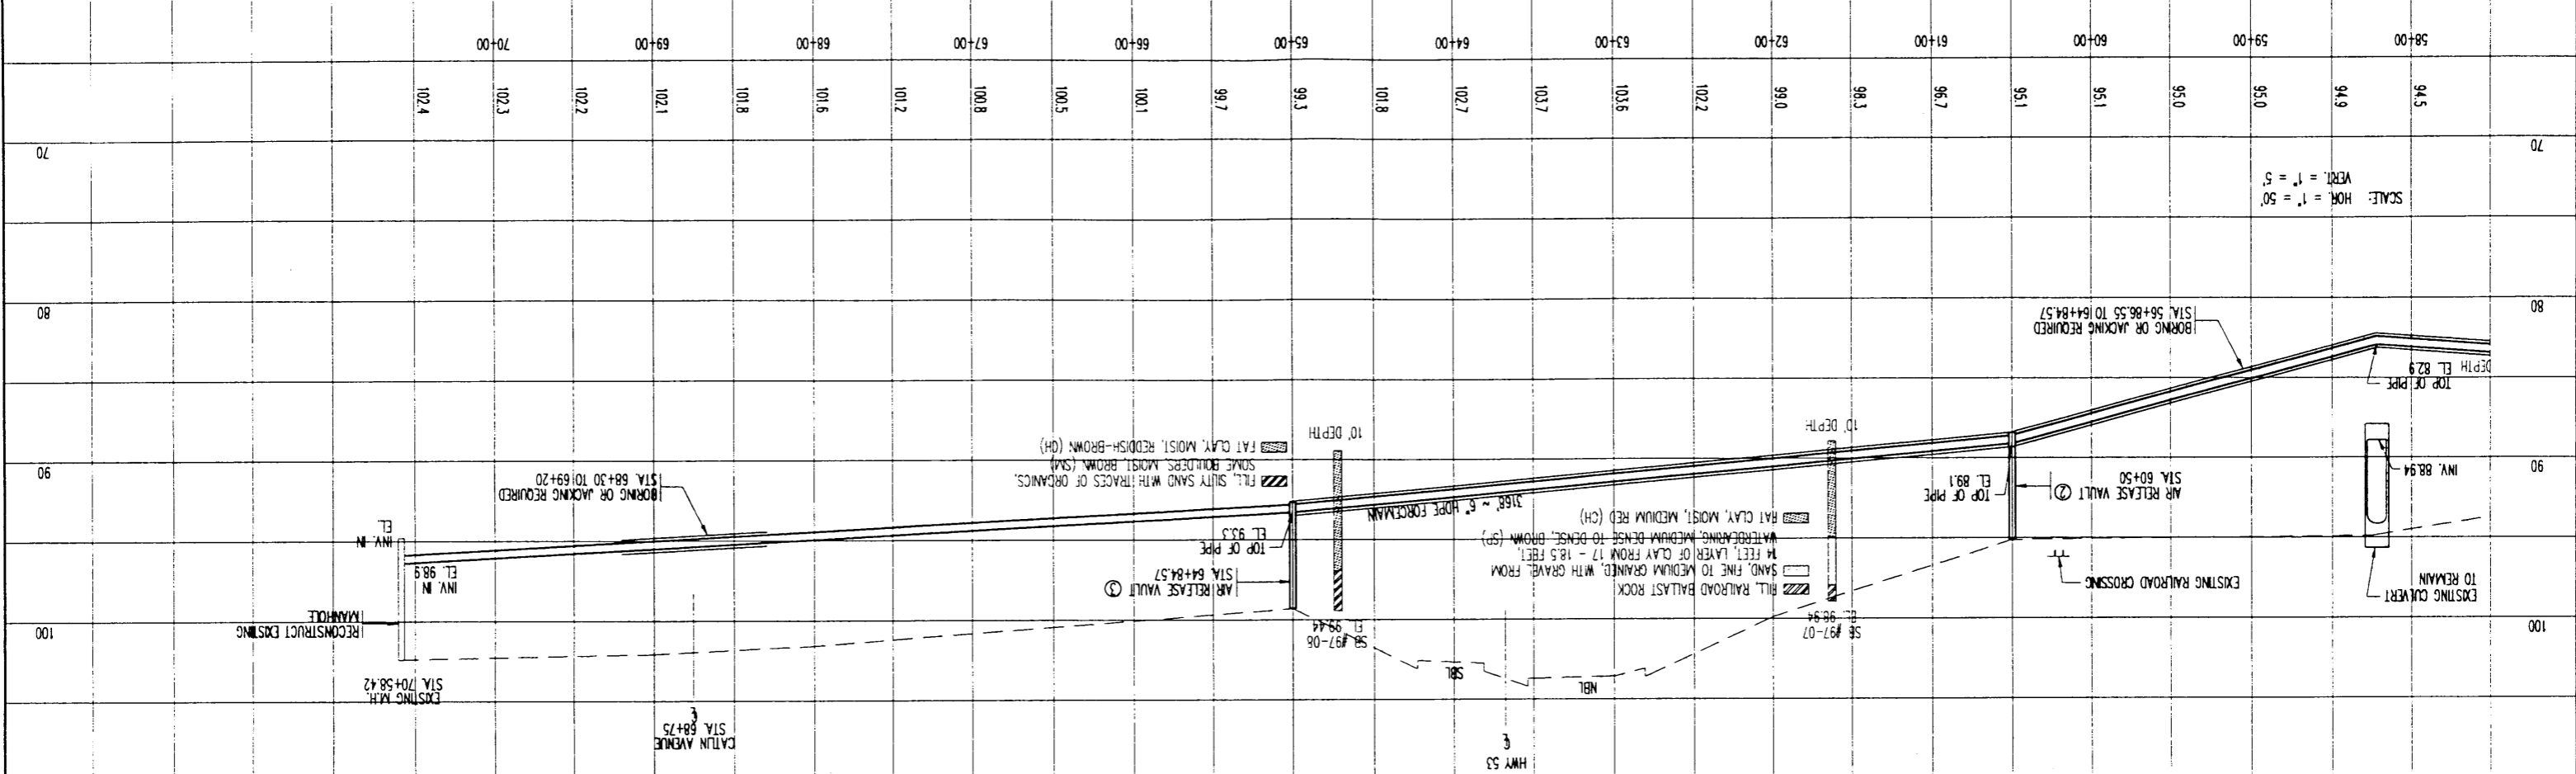 HWY 53
℄
CATLIN AVENUE
STA. 68+75
℄
NBL
SBL
EXISTING M.H.
STA. 70+58.42
RECONSTRUCT EXISTING
MANHOLE
100
100
EXISTING CULVERT
TO REMAIN
EXISTING RAILROAD CROSSING
SB #97-07
EL. 98.94
FILL, RAILROAD BALLAST ROCK
SAND, FINE TO MEDIUM GRAINED, WITH GRAVEL FROM
14 FEET, LAYER OF CLAY FROM 17 - 18.5 FEET,
WATERBEARING, MEDIUM DENSE TO DENSE, BROWN (SP)
FAT CLAY, MOIST, MEDIUM RED (CH)
10' DEPTH
SB #97-08
EL. 99.44
AIR RELEASE VAULT ③
STA. 64+84.57
TOP OF PIPE
EL. 93.3
INV. IN
EL. 98.9
INV. IN
EL.
INV. 88.94
AIR RELEASE VAULT ②
STA. 60+50
TOP OF PIPE
EL. 89.1
3168' ~ 6" HDPE FORCEMAIN
BORING OR JACKING REQUIRED
STA. 68+30 TO 69+20
FILL, SILTY SAND WITH TRACES OF ORGANICS,
SOME BOULDERS, MOIST, BROWN (SM)
FAT CLAY, MOIST, REDDISH-BROWN (CH)
10' DEPTH
90
90
TOP OF PIPE
DEPTH EL. 82.9
BORING OR JACKING REQUIRED
STA. 56+86.55 TO 64+84.57
80
80
SCALE: HOR. = 1" = 50'
VERT. = 1" = 5'
70
70
94.5 94.9 95.0 95.0 95.1 95.1 96.7 98.3 99.0 102.2 103.6 103.7 102.7 101.8 99.3 99.7 100.1 100.5 100.8 101.2 101.6 101.8 102.1 102.2 102.3 102.4
58+00 59+00 60+00 61+00 62+00 63+00 64+00 65+00 66+00 67+00 68+00 69+00 70+00